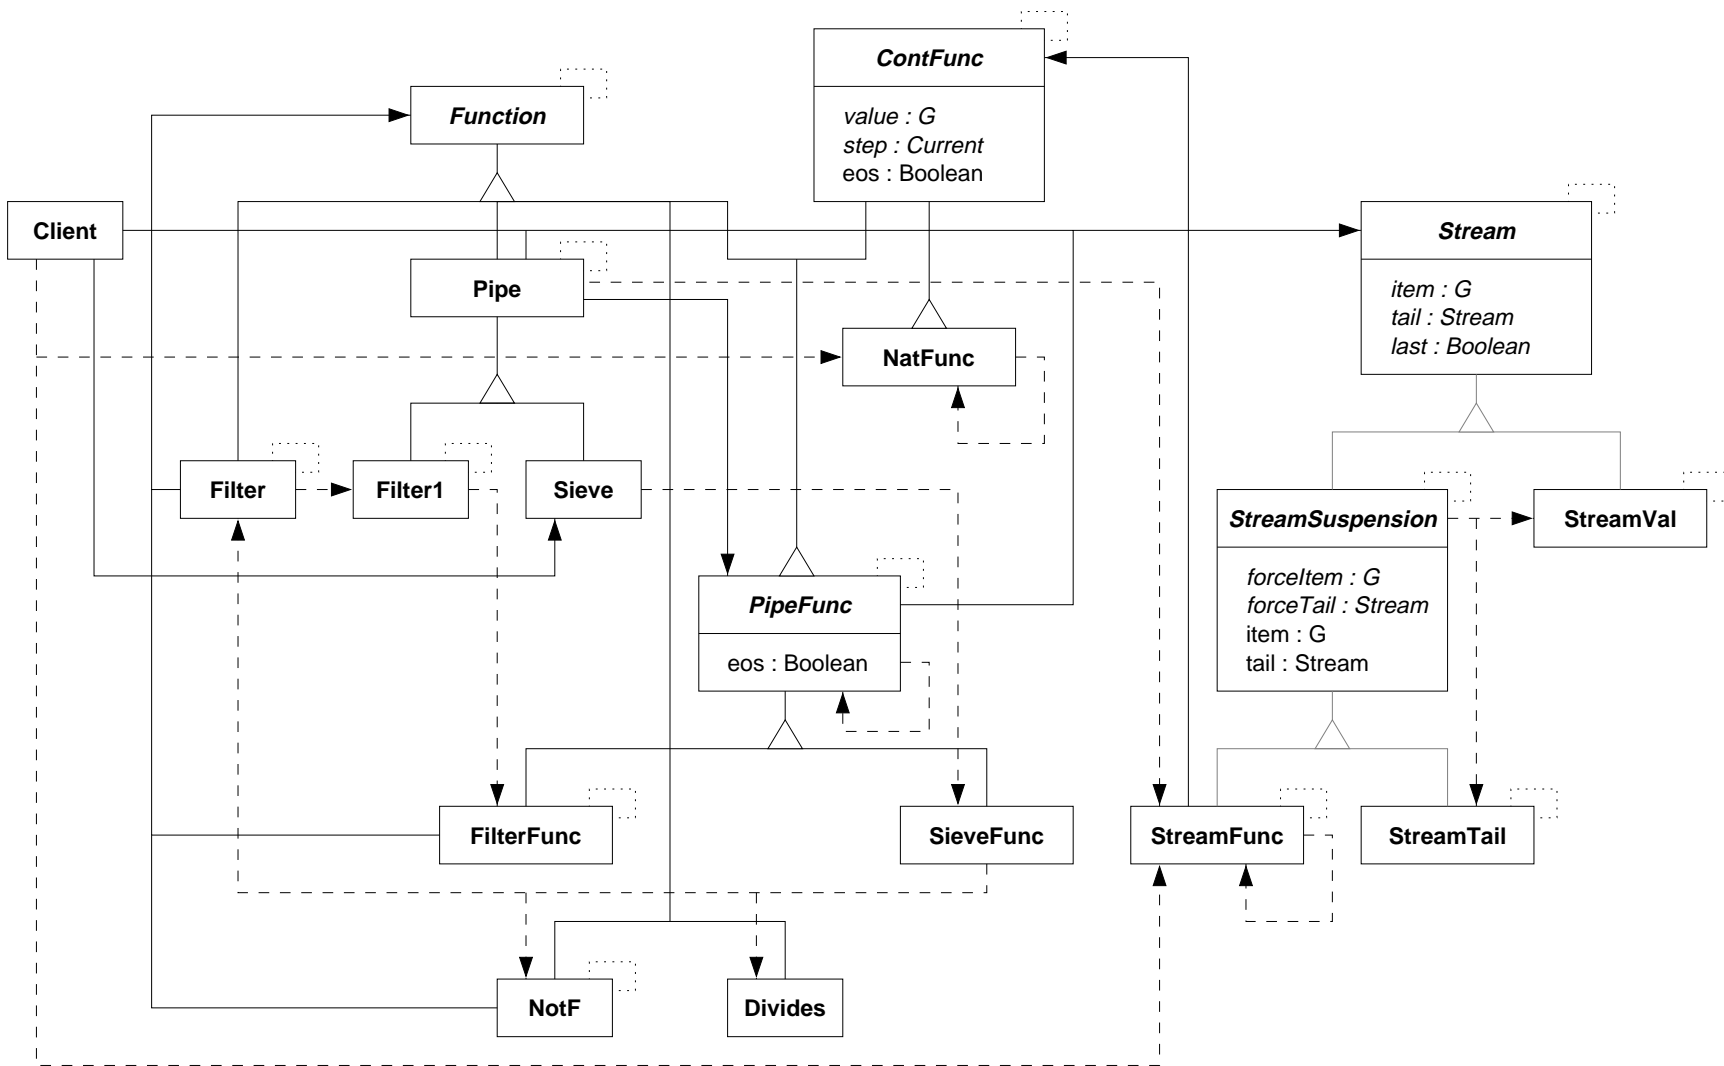 ContFunc
value : G
step : Current
eos : Boolean
Function
Client
Stream
item : G
tail : Stream
last : Boolean
Pipe
NatFunc
Filter
Filter1
Sieve
StreamSuspension
forceItem : G
forceTail : Stream
item : G
tail : Stream
StreamVal
PipeFunc
eos : Boolean
FilterFunc
SieveFunc
StreamFunc
StreamTail
NotF
Divides